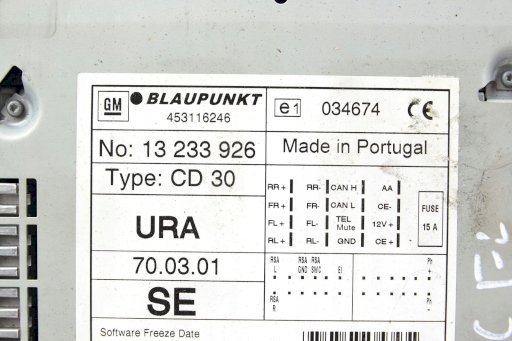 GM BLAUPUNKT
453116246
e1 034674 CE
No: 13 233 926
Made in Portugal
Type: CD 30
URA
70.03.01
SE
Software Freeze Date
RR+ RR- CAN H AA
FR+ FR- CAN L CE-
FL+ FL- TEL Mute 12V+
RL+ RL- GND CE+
FUSE
15 A
RSA L RSA GND RSA SWC EI Ph +
RSA R Ph -